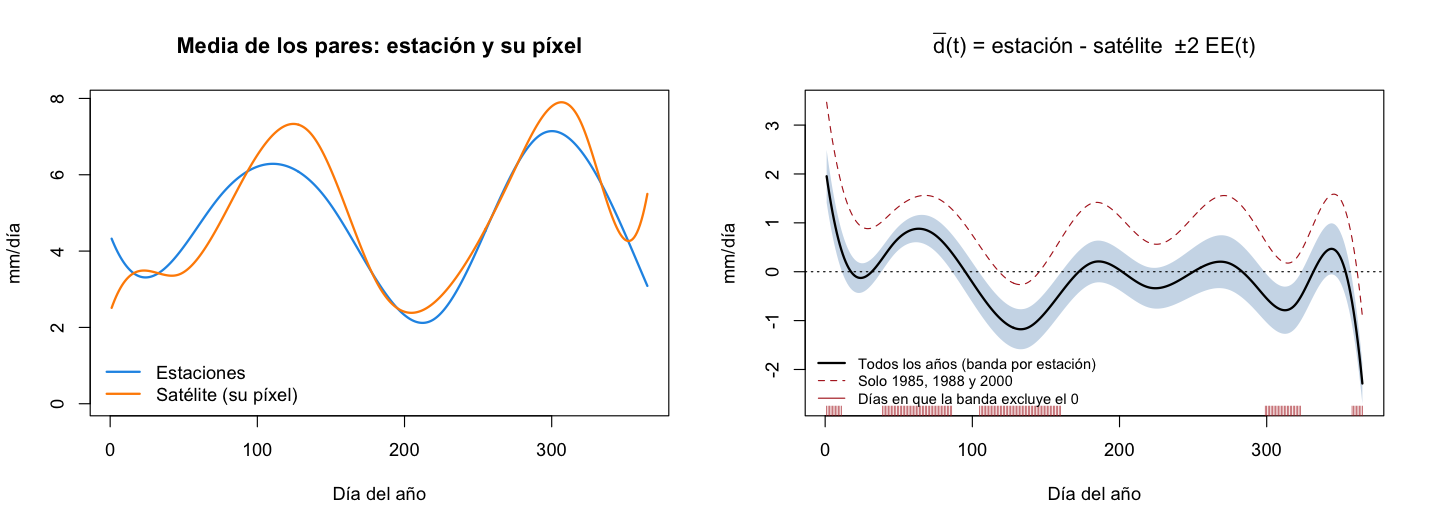 Media de los pares: estación y su píxel
mm/día
8
6
4
2
0
Estaciones
Satélite (su píxel)
0
100
200
300
Día del año
d̅(t) = estación - satélite ±2 EE(t)
mm/día
3
2
1
0
-1
-2
Todos los años (banda por estación)
Solo 1985, 1988 y 2000
Días en que la banda excluye el 0
0
100
200
300
Día del año